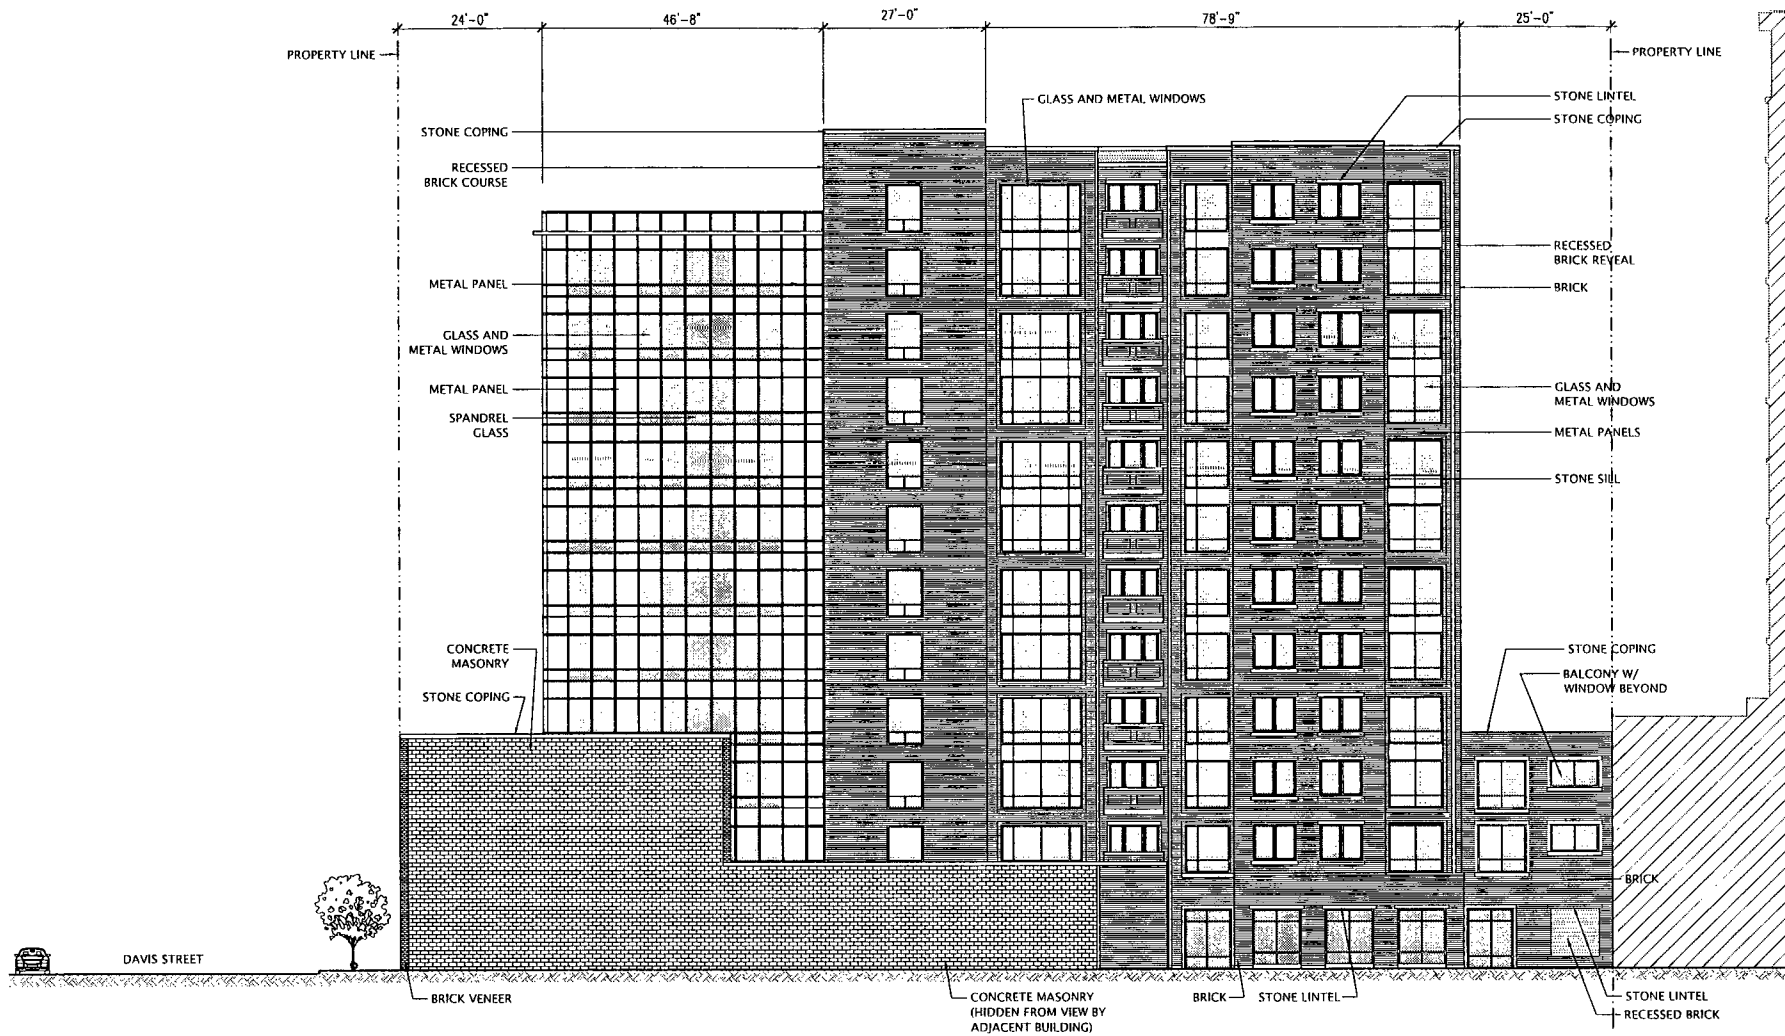 24'-0"
46'-8"
27'-0"
78'-9"
25'-0"
PROPERTY LINE
PROPERTY LINE
GLASS AND METAL WINDOWS
STONE LINTEL
STONE COPING
STONE COPING
RECESSED
BRICK COURSE
RECESSED
BRICK REVEAL
METAL PANEL
BRICK
GLASS AND
METAL WINDOWS
METAL PANEL
GLASS AND
METAL WINDOWS
SPANDREL
GLASS
METAL PANELS
STONE SILL
CONCRETE
MASONRY
STONE COPING
STONE COPING
BALCONY W/
WINDOW BEYOND
BRICK
DAVIS STREET
BRICK VENEER
CONCRETE MASONRY
(HIDDEN FROM VIEW BY
ADJACENT BUILDING)
BRICK
STONE LINTEL
STONE LINTEL
RECESSED BRICK